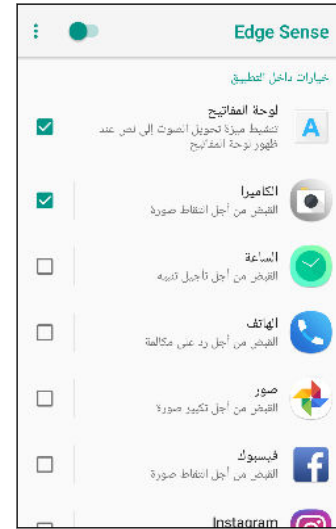 Edge Sense
خيارات داخل التطبيق
لوحة المفاتيح
تنشيط ميزة تحويل الصوت إلى نص عند
ظهور لوحة المفاتيح
الكاميرا
القبض من أجل التقاط صورة
الساعة
القبض من أجل تأجيل تنبيه
الهاتف
القبض من أجل رد على مكالمة
صور
القبض من أجل تكبير صورة
فيسبوك
القبض من أجل التقاط صورة
Instagram